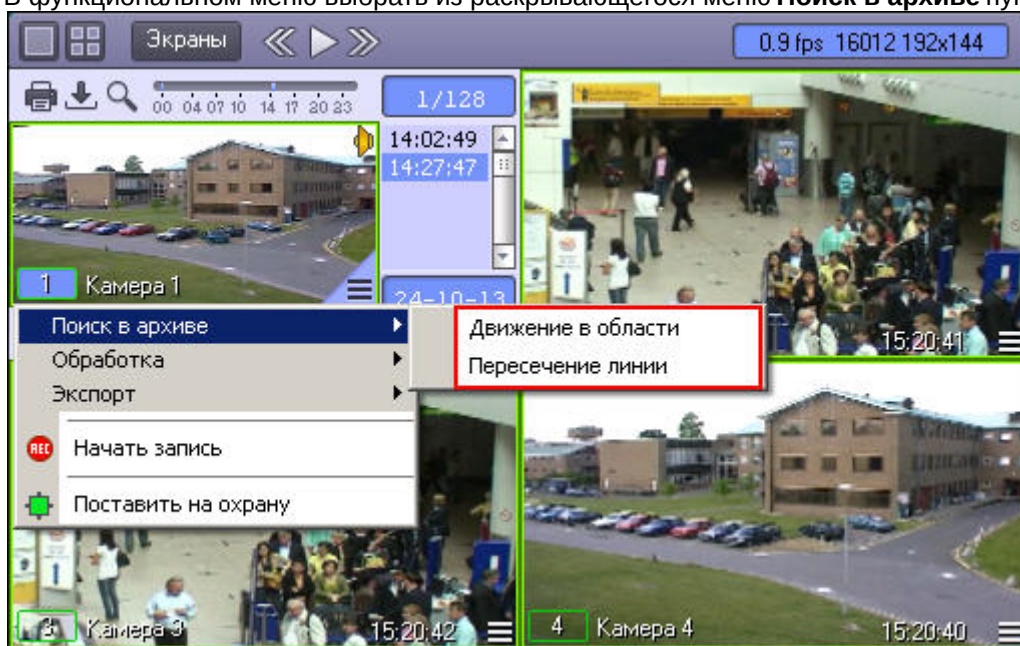 В функциональном меню выбрать из раскрывающегося меню Поиск в архиве
Экраны
0.9 fps 16012 192x144
00 04 07 10 14 17 20 23
1/128
14:02:49
14:27:47
1 Камера 1
24-10-13
15:20:41
Поиск в архиве
Обработка
Экспорт
REC Начать запись
Поставить на охрану
Движение в области
Пересечение линии
3 Камера 3
15:20:42
4 Камера 4
15:20:40